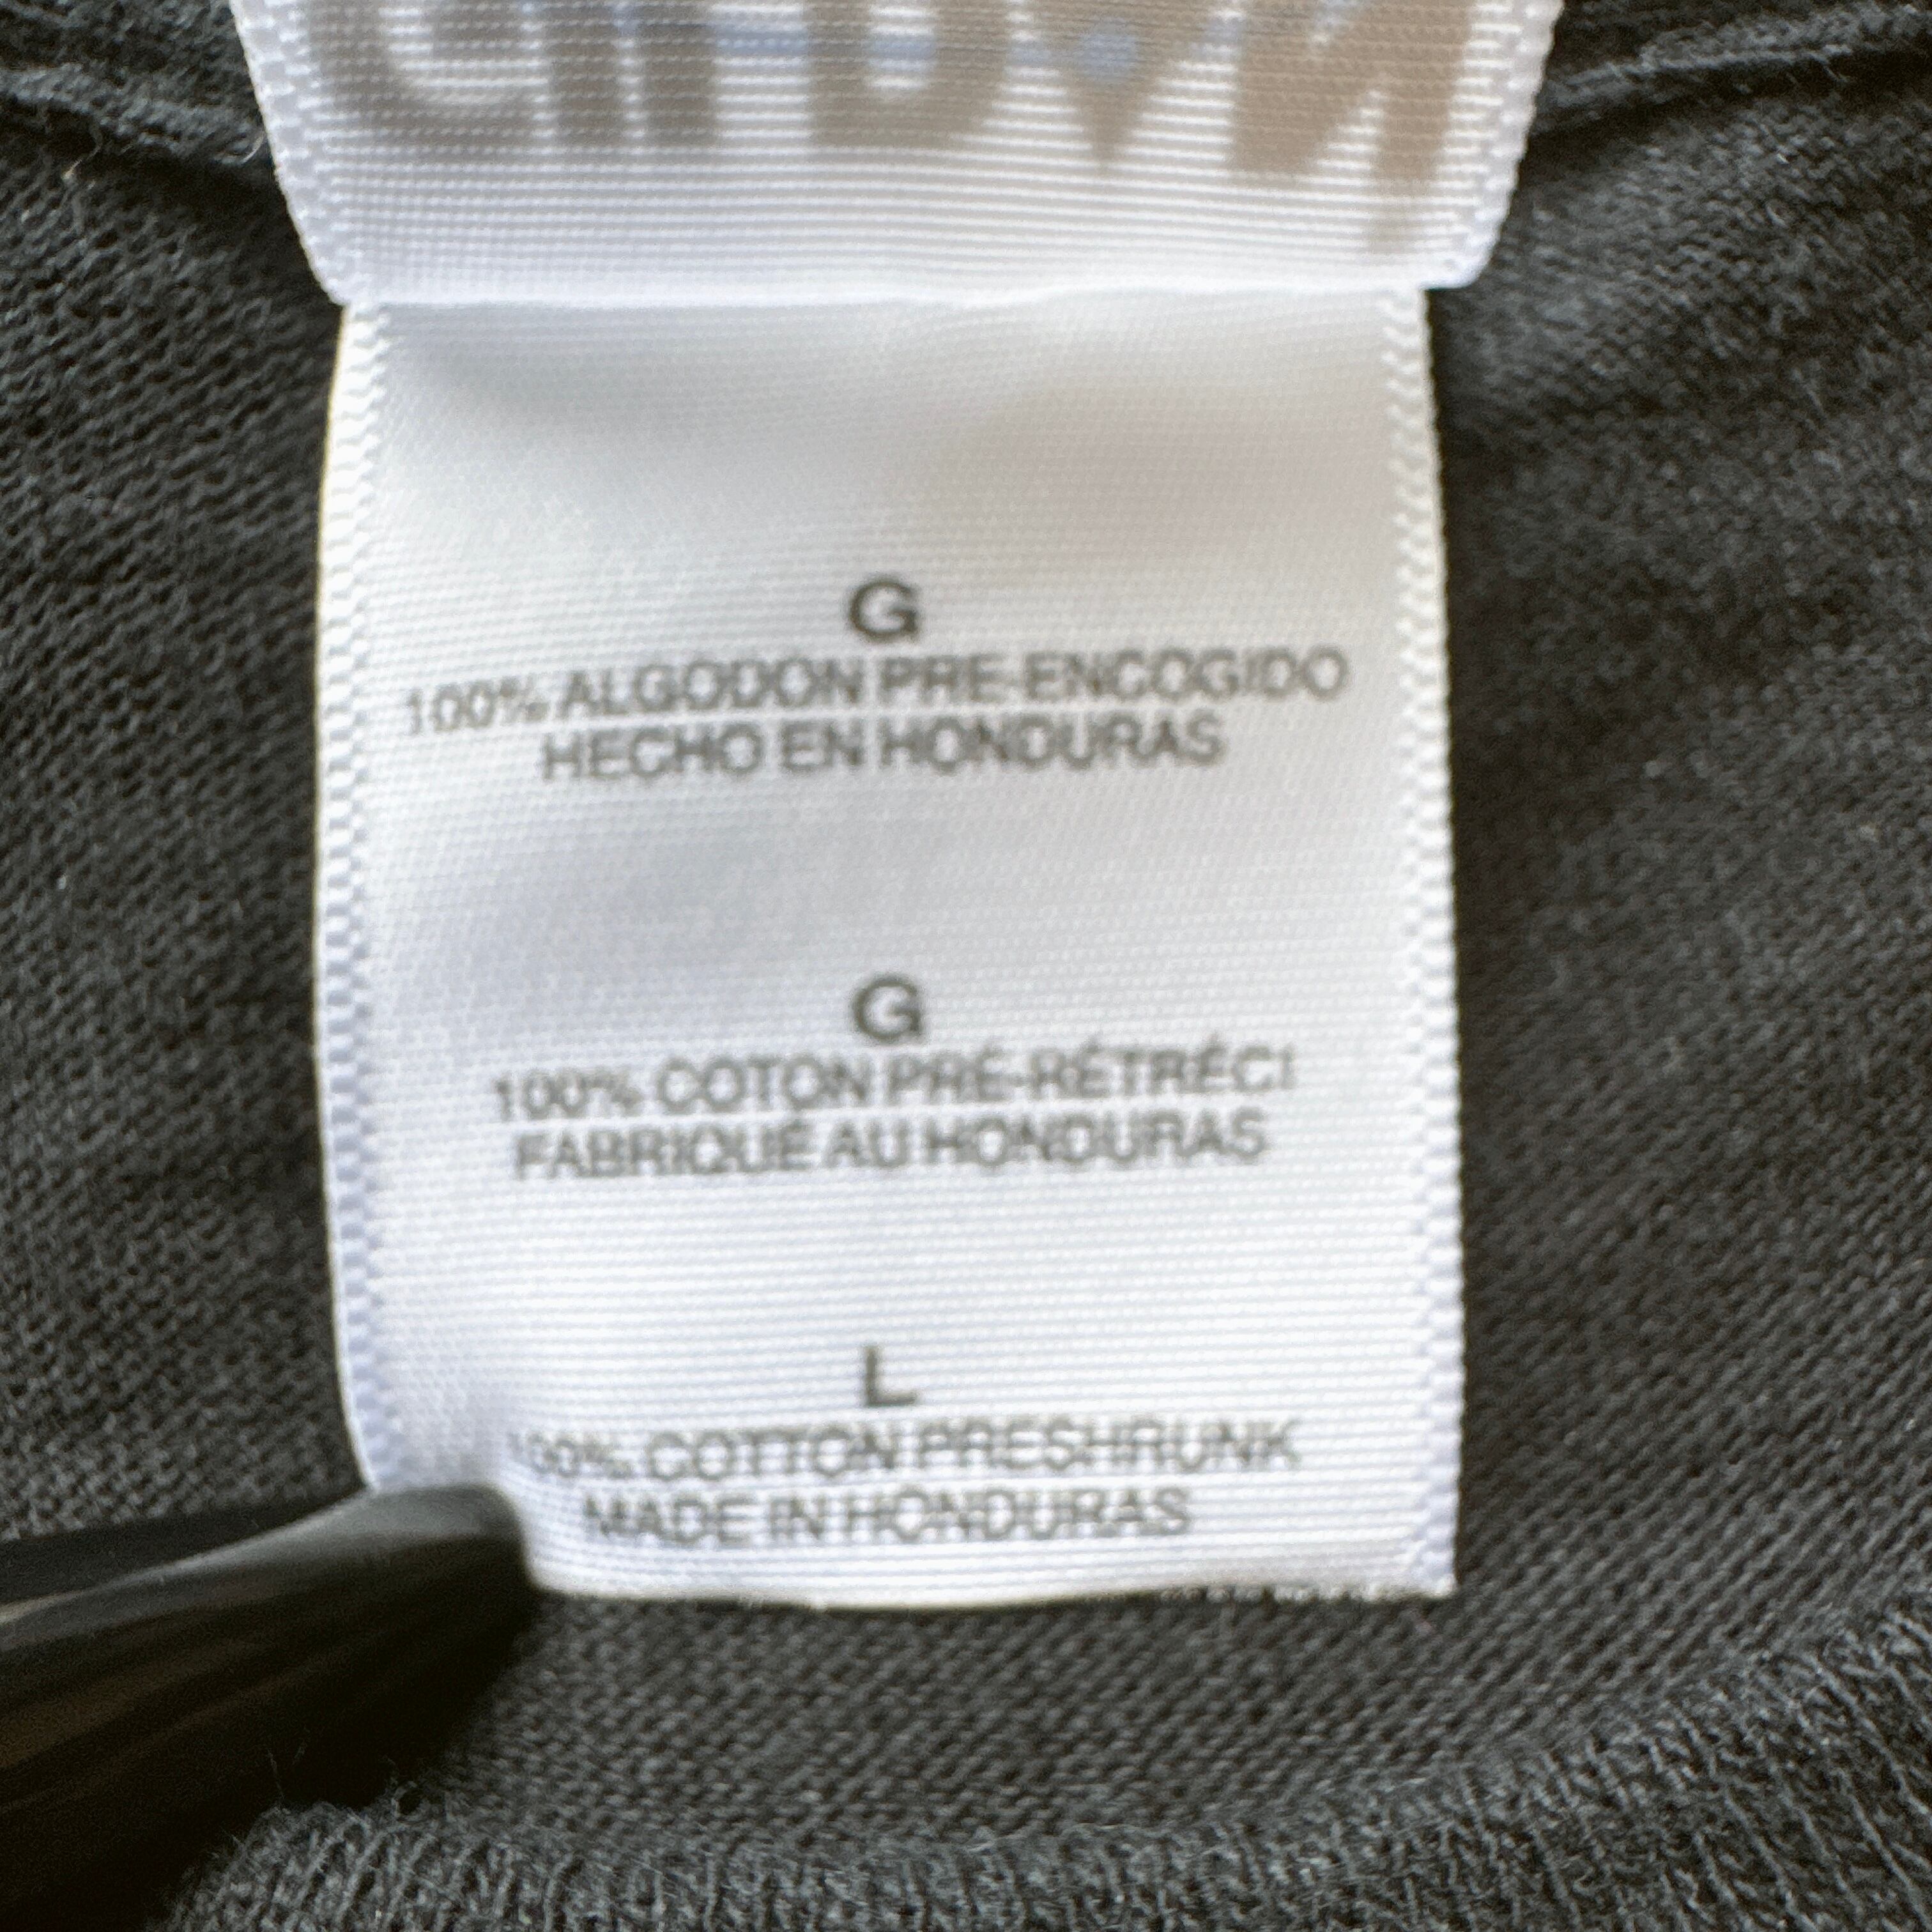 G
100% ALGODON PRE-ENCOGIDO
HECHO EN HONDURAS
G
100% COTON PRÉ-RÉTRÉCI
FABRIQUÉ AU HONDURAS
L
100% COTTON PRESHRUNK
MADE IN HONDURAS